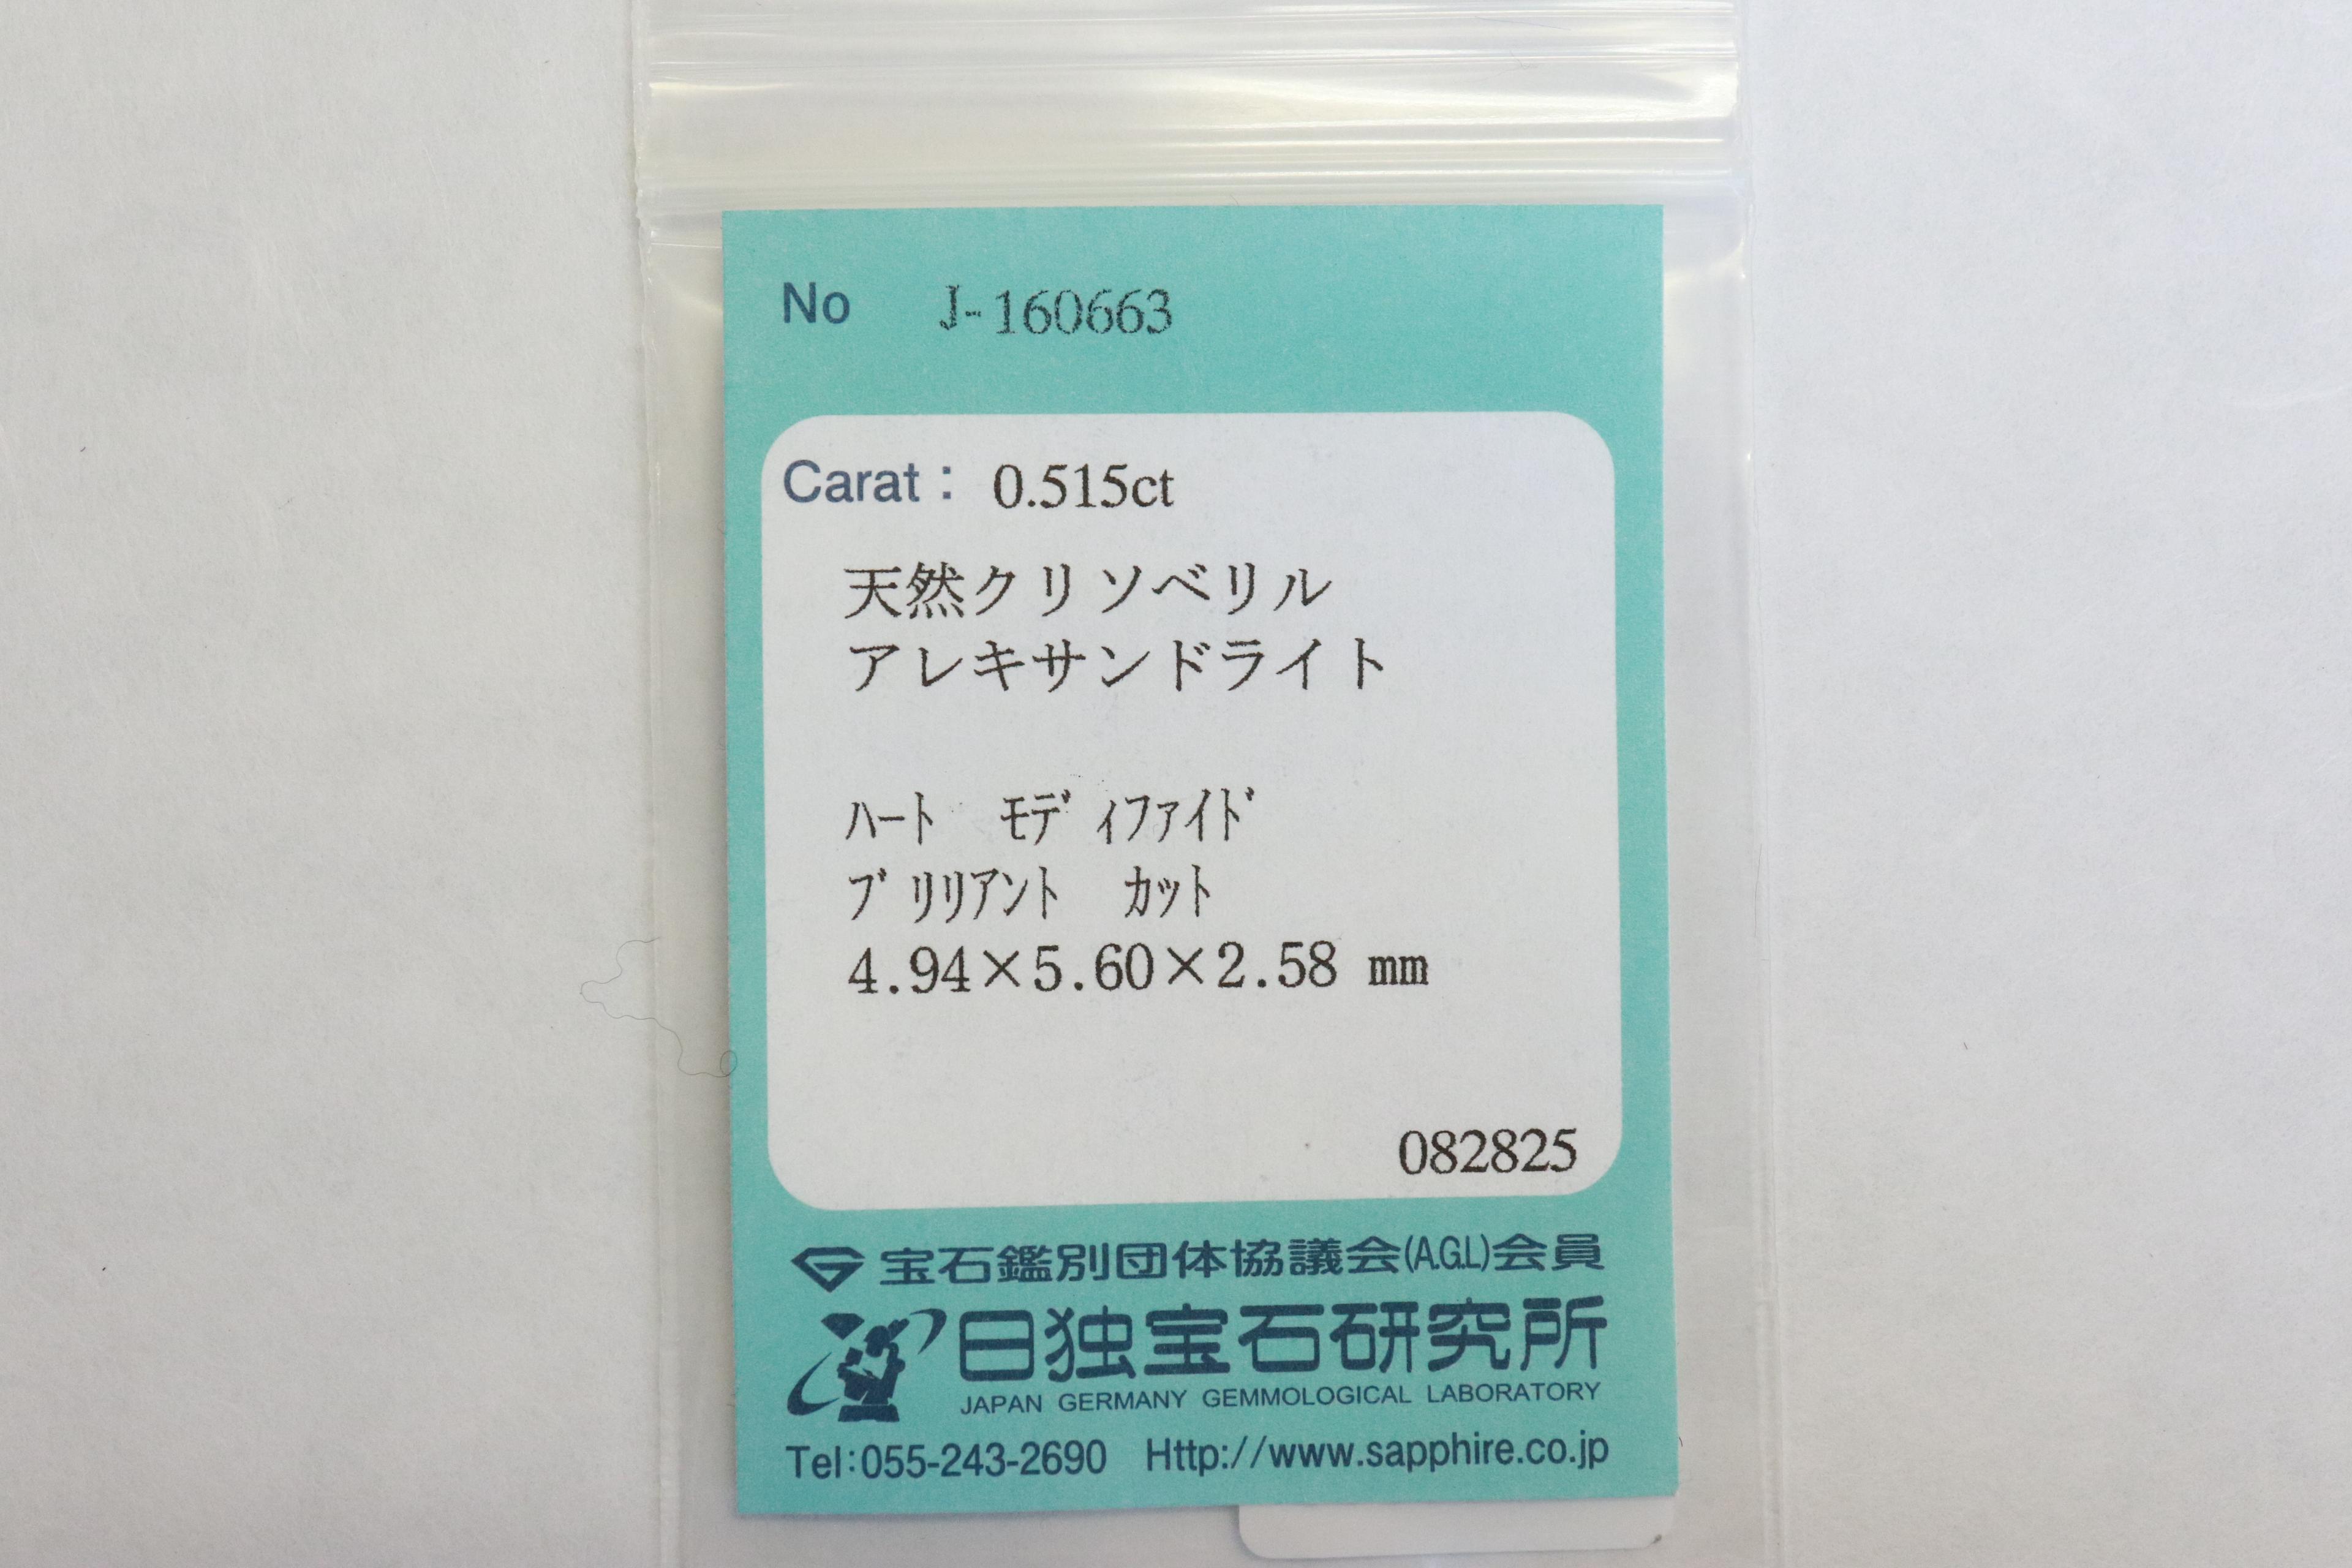 No J-160663
Carat : 0.515ct
天然クリソベリル
アレキサンドライト
ﾊｰﾄ ﾓﾃﾞｨﾌｧｲﾄﾞ
ﾌﾞﾘﾘｱﾝﾄ ｶｯﾄ
4.94×5.60×2.58 mm
082825
宝石鑑別団体協議会(A.G.L)会員
日独宝石研究所
JAPAN GERMANY GEMMOLOGICAL LABORATORY
Tel:055-243-2690 Http://www.sapphire.co.jp